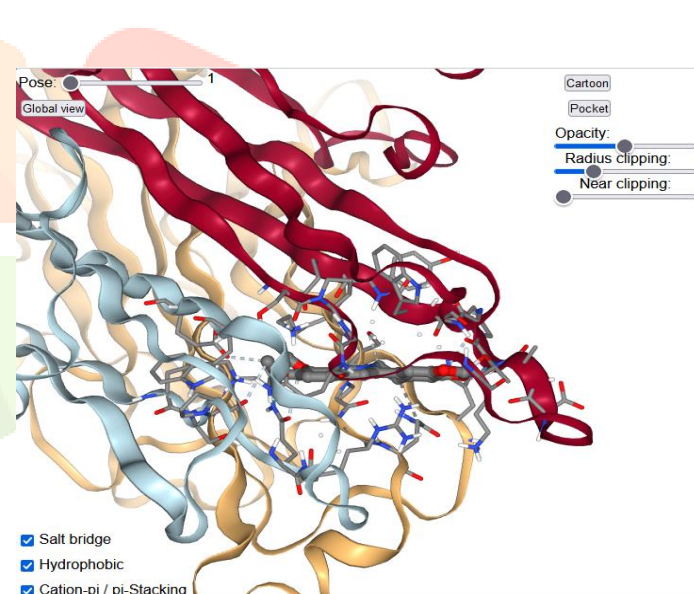 Pose: 1
Cartoon
Global view
Pocket
Opacity:
Radius clipping:
Near clipping:
Salt bridge
Hydrophobic
Cation-pi / pi-Stacking